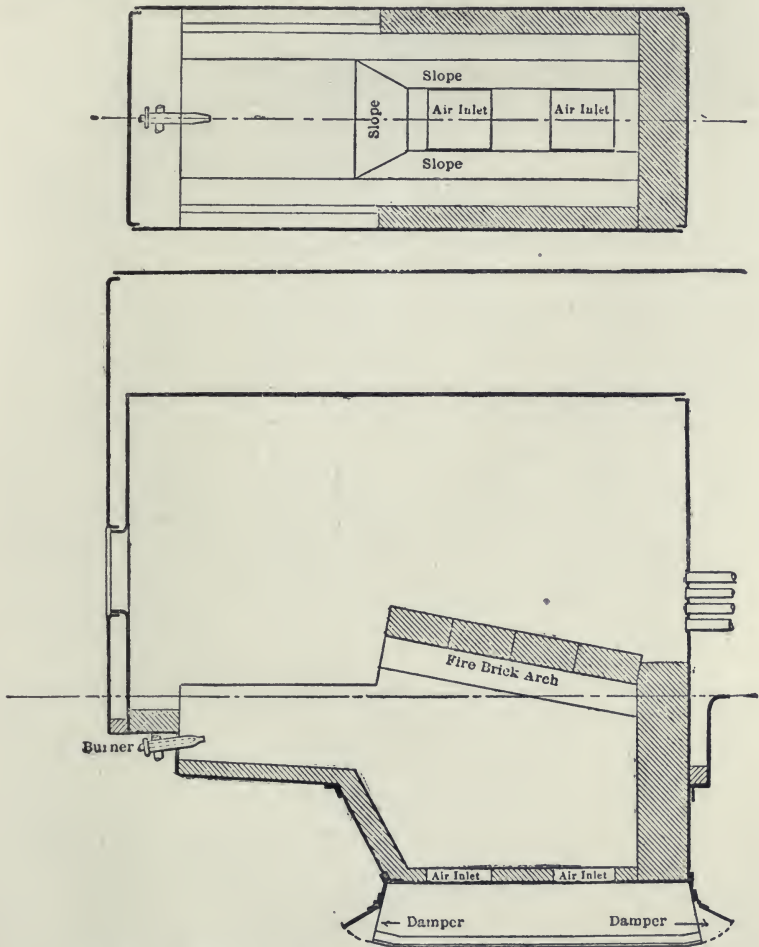 Slope
Air Inlet
Air Inlet
Slope
Slope
Fire Brick Arch
Burner
Air Inlet
Air Inlet
Damper
Damper